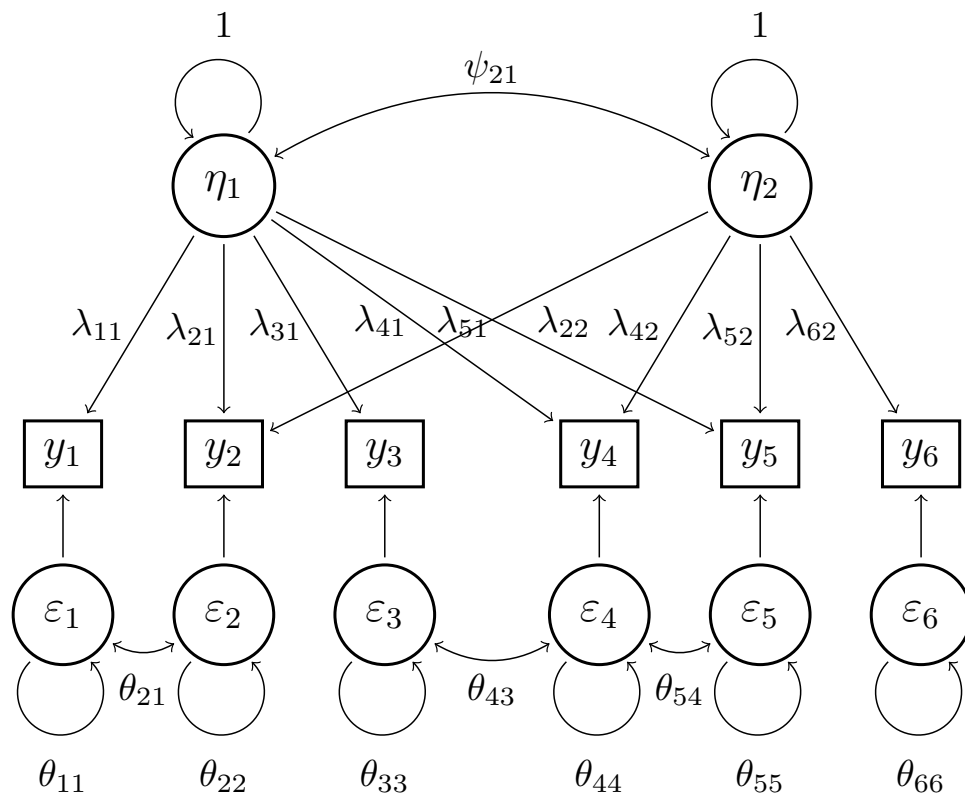 1 1
ψ21
η1 η2
λ11 λ21 λ31 λ41 λ51 λ22 λ42 λ52 λ62
y1 y2 y3 y4 y5 y6
ε1 ε2 ε3 ε4 ε5 ε6
θ21 θ43 θ54
θ11 θ22 θ33 θ44 θ55 θ66